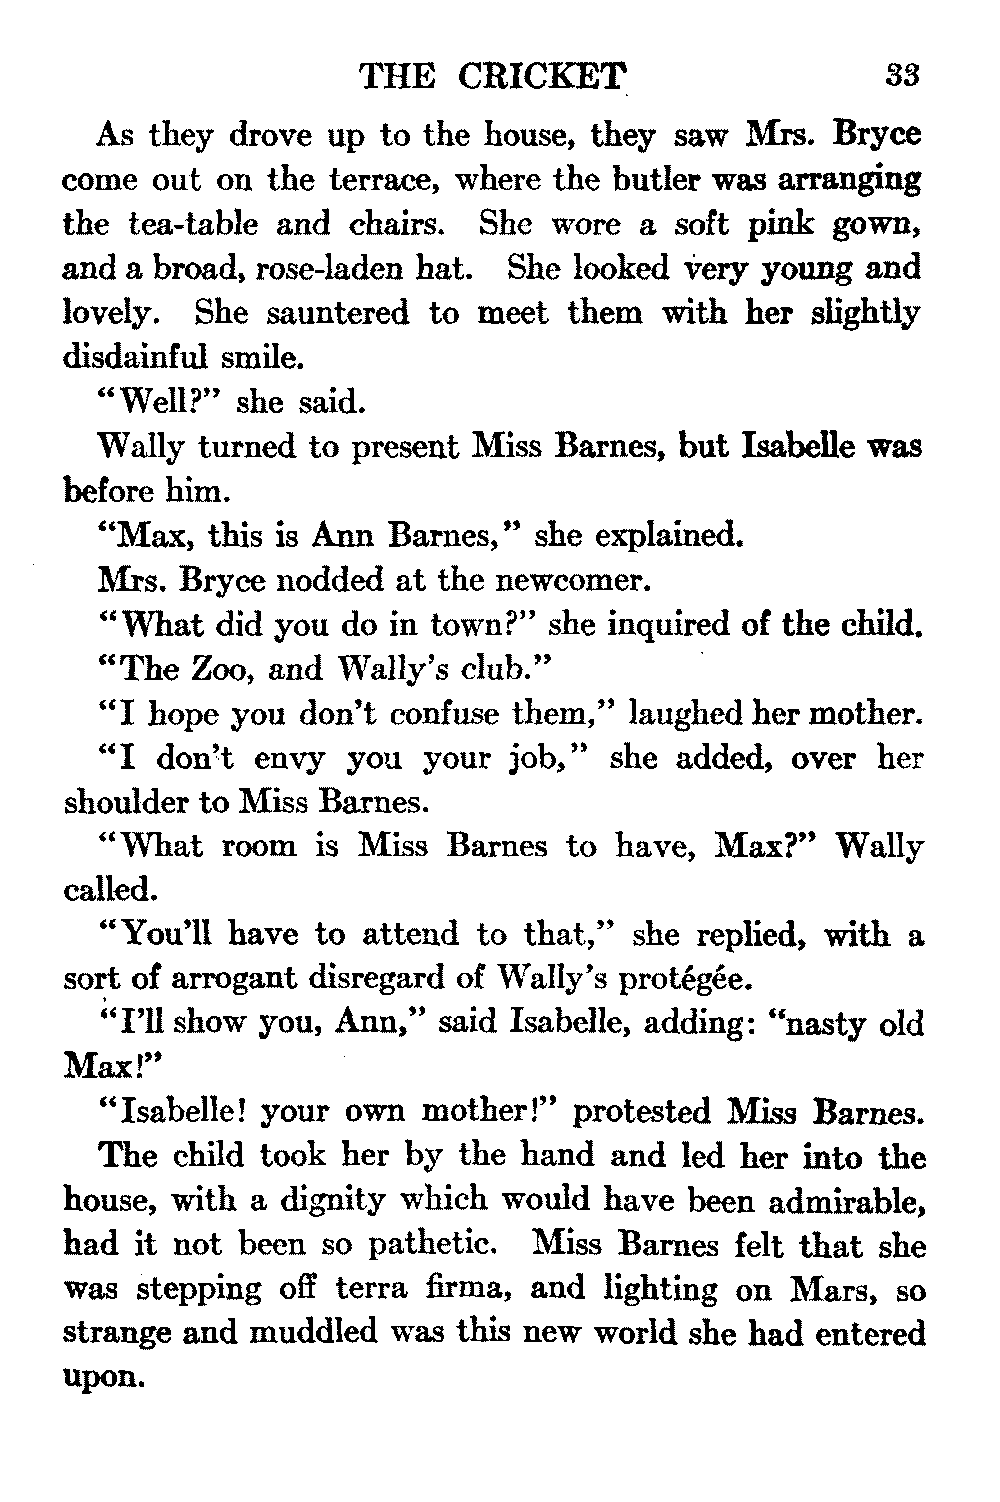 THE CRICKET 33
As they drove up to the house, they saw Mrs. Bryce
come out on the terrace, where the butler was arranging
the tea-table and chairs. She wore a soft pink gown,
and a broad, rose-laden hat. She looked very young and
lovely. She sauntered to meet them with her slightly
disdainful smile.
"Well?" she said.
Wally turned to present Miss Barnes, but Isabelle was
before him.
"Max, this is Ann Barnes," she explained.
Mrs. Bryce nodded at the newcomer.
"What did you do in town?" she inquired of the child.
"The Zoo, and Wally's club."
"I hope you don't confuse them," laughed her mother.
"I don't envy you your job," she added, over her
shoulder to Miss Barnes.
"What room is Miss Barnes to have, Max?" Wally
called.
"You'll have to attend to that," she replied, with a
sort of arrogant disregard of Wally's protégée.
"I'll show you, Ann," said Isabelle, adding: "nasty old
Max!"
"Isabelle! your own mother!" protested Miss Barnes.
The child took her by the hand and led her into the
house, with a dignity which would have been admirable,
had it not been so pathetic. Miss Barnes felt that she
was stepping off terra firma, and lighting on Mars, so
strange and muddled was this new world she had entered
upon.